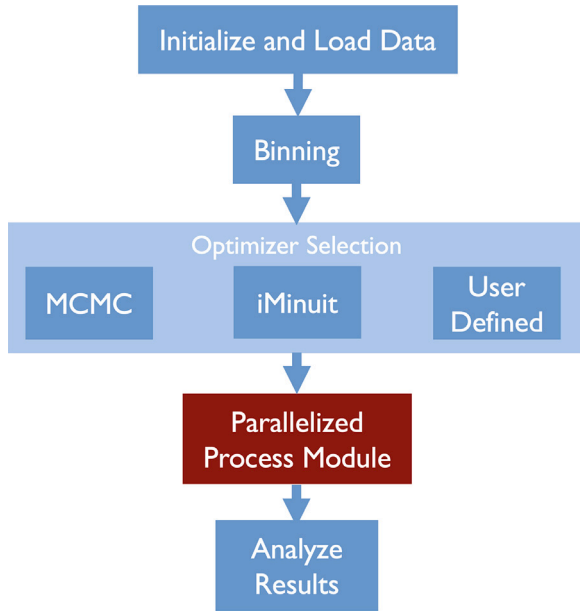 Initialize and Load Data
Binning
Optimizer Selection
MCMC
iMinuit
User
Defined
Parallelized
Process Module
Analyze
Results